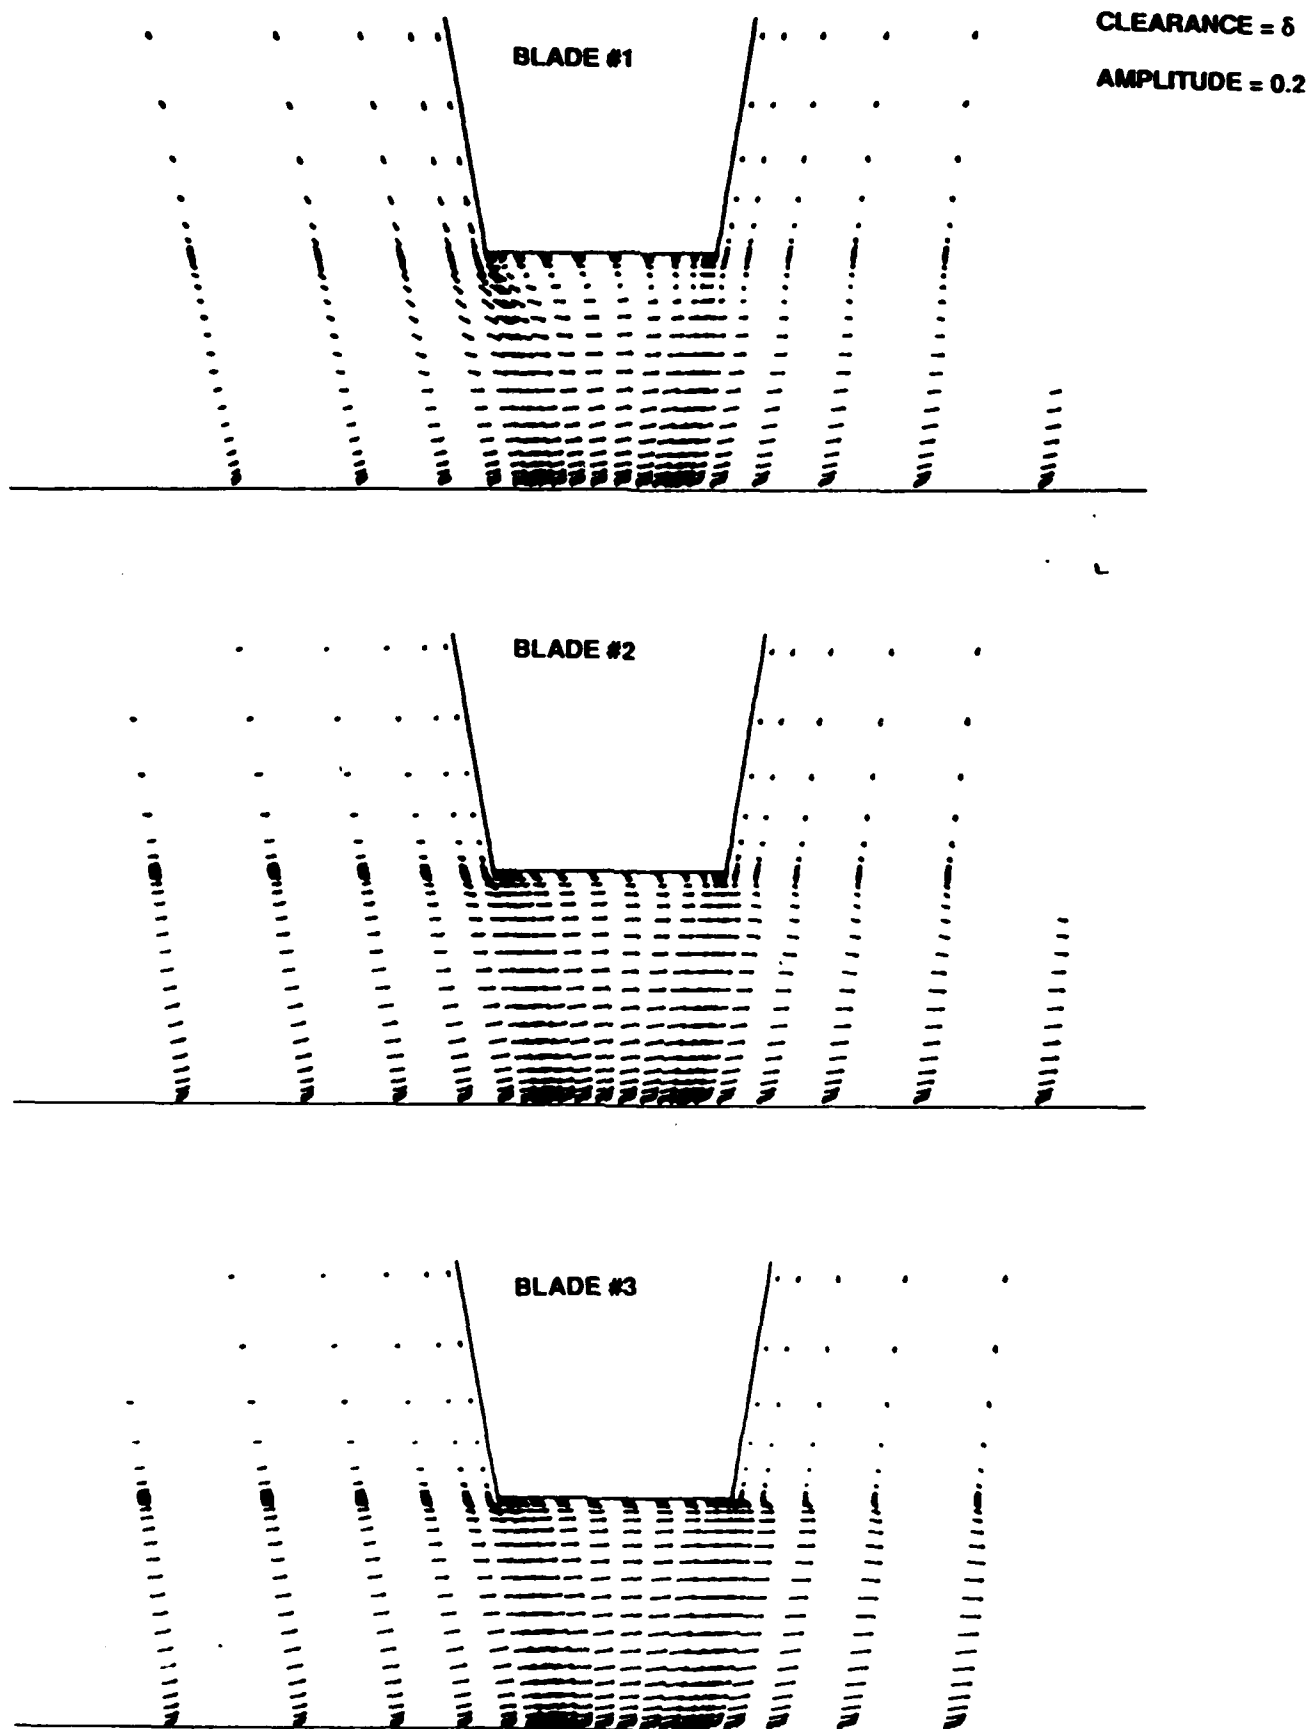 CLEARANCE = δ
AMPLITUDE = 0.2
BLADE #1
BLADE #2
BLADE #3